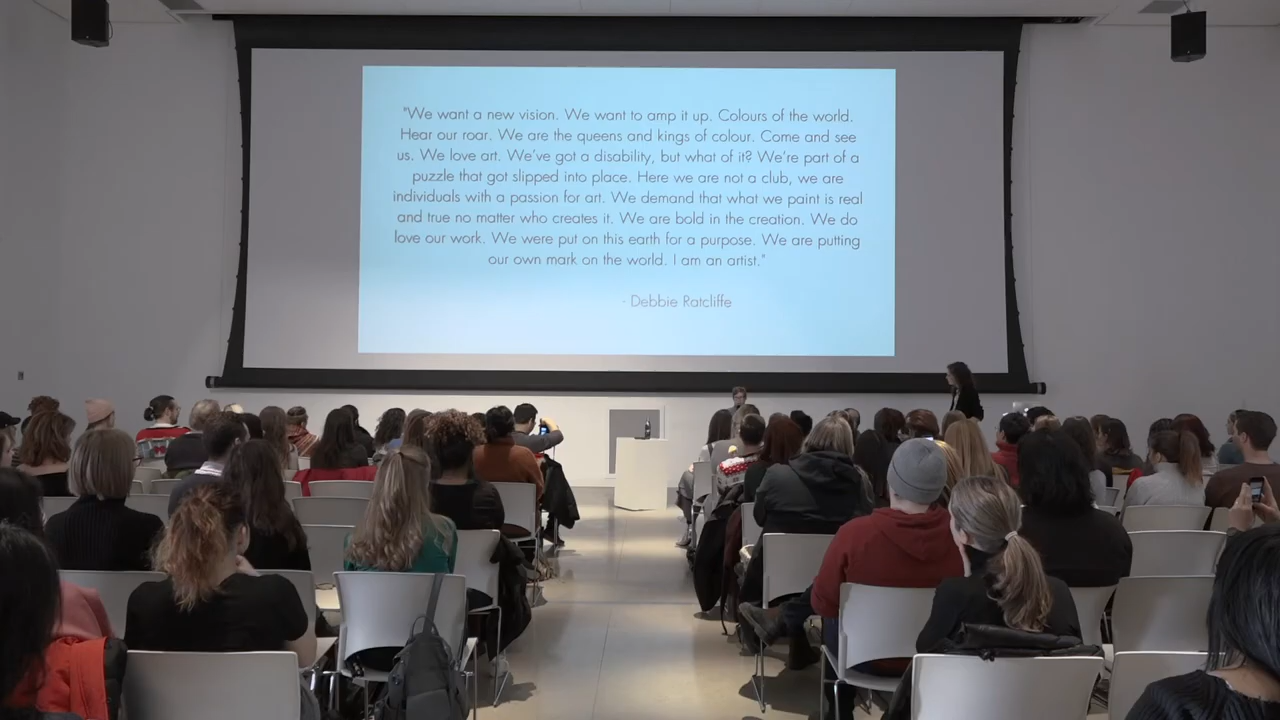 "We want a new vision. We want to amp it up. Colours of the world.
Hear our roar. We are the queens and kings of colour. Come and see
us. We love art. We've got a disability, but what of it? We're part of a
puzzle that got slipped into place. Here we are not a club, we are
individuals with a passion for art. We demand that what we paint is real
and true no matter who creates it. We are bold in the creation. We do
love our work. We were put on this earth for a purpose. We are putting
our own mark on the world. I am an artist."
- Debbie Ratcliffe